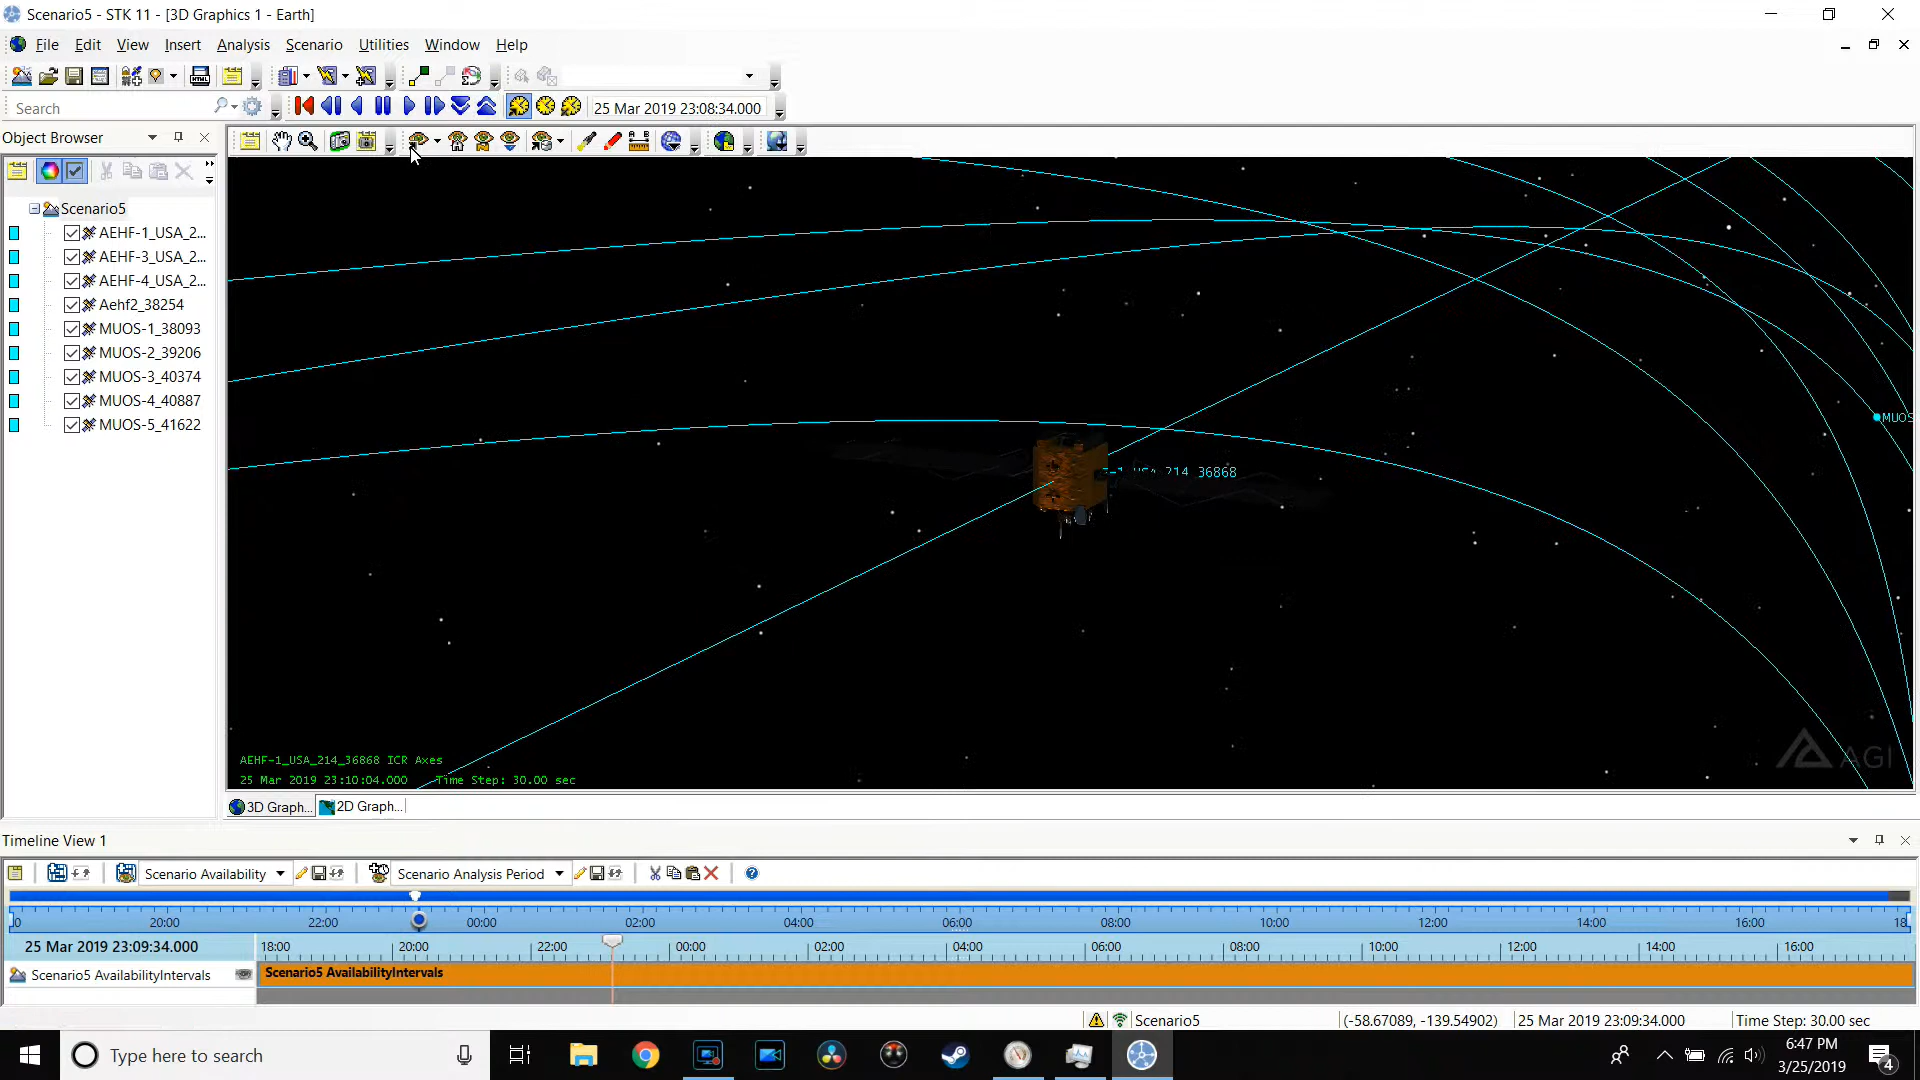 Scenario5 - STK 11 - [3D Graphics 1 - Earth]
File Edit View Insert Analysis Scenario Utilities Window Help
Search
25 Mar 2019 23:08:34.000
Object Browser
Scenario5
AEHF-1_USA_2...
AEHF-3_USA_2...
AEHF-4_USA_2...
Aehf2_38254
MUOS-1_38093
MUOS-2_39206
MUOS-3_40374
MUOS-4_40887
MUOS-5_41622
MUOS
214_36868
AEHF-1_USA_214_36868 ICR Axes
25 Mar 2019 23:10:04.000 Time Step: 30.00 sec
AGI
3D Graph... 2D Graph...
Timeline View 1
Scenario Availability Scenario Analysis Period
20:00 22:00 00:00 02:00 04:00 06:00 08:00 10:00 12:00 14:00 16:00 18
25 Mar 2019 23:09:34.000 18:00 20:00 22:00 00:00 02:00 04:00 06:00 08:00 10:00 12:00 14:00 16:00
Scenario5 AvailabilityIntervals Scenario5 AvailabilityIntervals
Scenario5 (-58.67089, -139.54902) 25 Mar 2019 23:09:34.000 Time Step: 30.00 sec
Type here to search
6:47 PM
3/25/2019
4